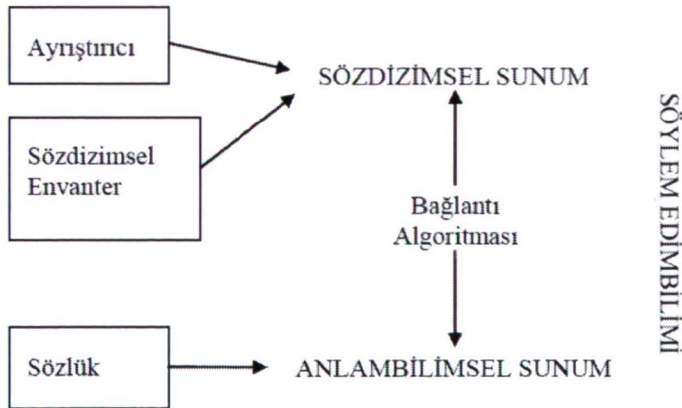 Ayrıştırıcı
SÖZDİZİMSEL SUNUM
Sözdizimsel
Envanter
Bağlantı
Algoritması
SÖYLEM EDİMBİLİMİ
Sözlük
ANLAMBİLİMSEL SUNUM